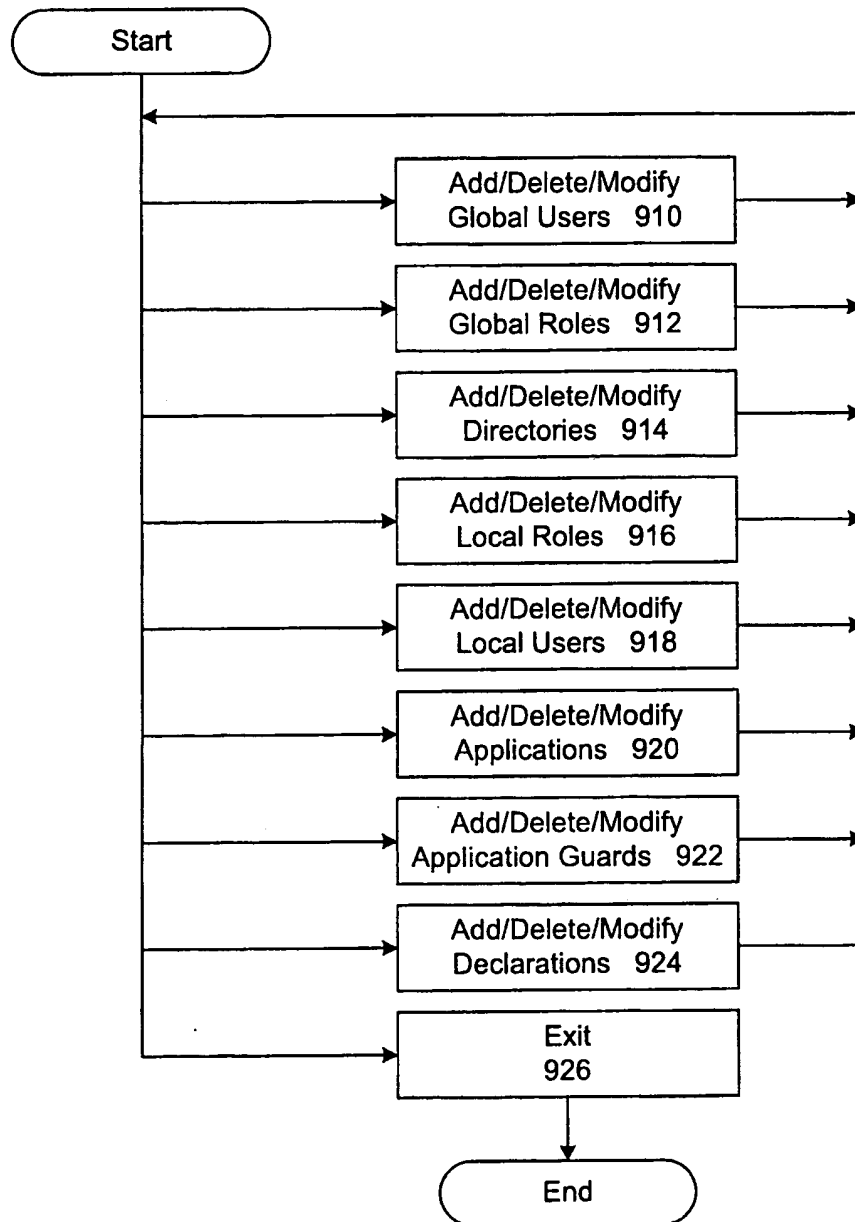 Start
Add/Delete/Modify
Global Users 910
Add/Delete/Modify
Global Roles 912
Add/Delete/Modify
Directories 914
Add/Delete/Modify
Local Roles 916
Add/Delete/Modify
Local Users 918
Add/Delete/Modify
Applications 920
Add/Delete/Modify
Application Guards 922
Add/Delete/Modify
Declarations 924
Exit
926
End